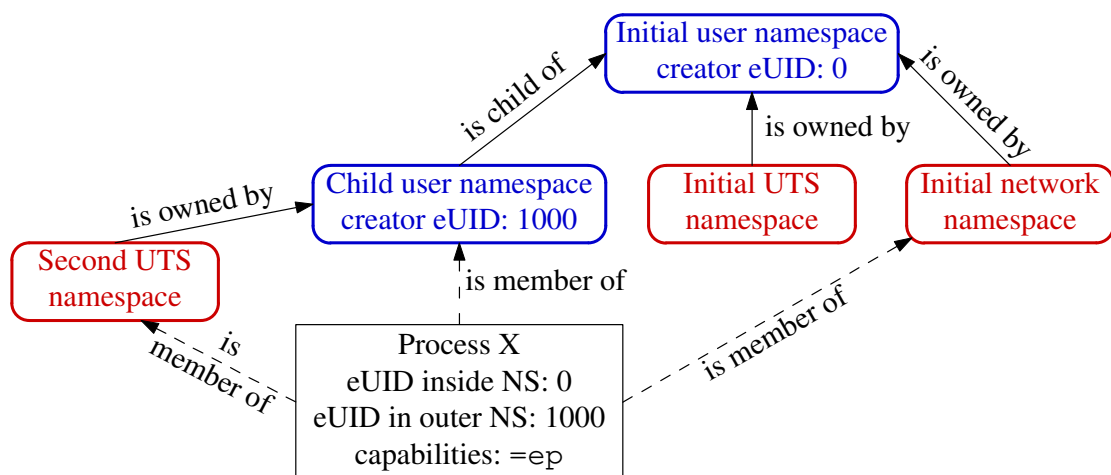 Initial user namespace
creator eUID: 0
is child of
is owned by
is owned by
Child user namespace
creator eUID: 1000
Initial UTS
namespace
Initial network
namespace
is owned by
Second UTS
namespace
is member of
is
member of
is member of
Process X
eUID inside NS: 0
eUID in outer NS: 1000
capabilities: =ep